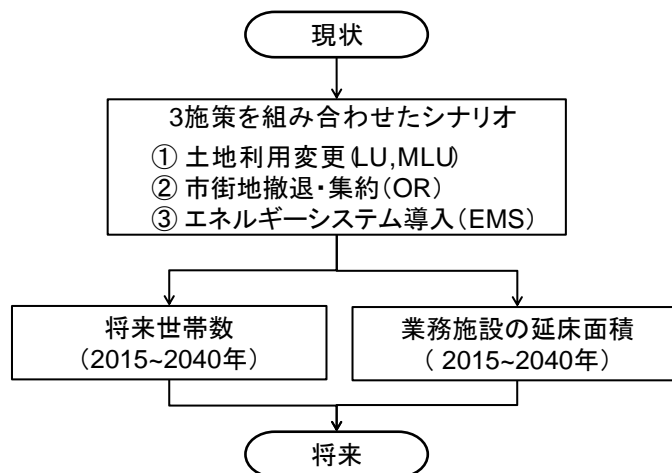 現状
3施策を組み合わせたシナリオ
① 土地利用変更(LU,MLU)
② 市街地撤退・集約(OR)
③ エネルギーシステム導入(EMS)
将来世帯数
(2015~2040年)
業務施設の延床面積
( 2015~2040年)
将来